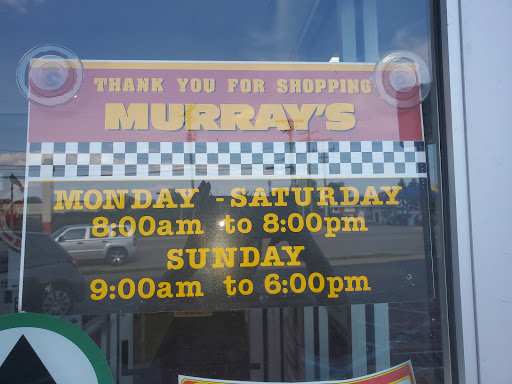 THANK YOU FOR SHOPPING
MURRAY'S
MONDAY - SATURDAY
8:00am to 8:00pm
SUNDAY
9:00am to 6:00pm